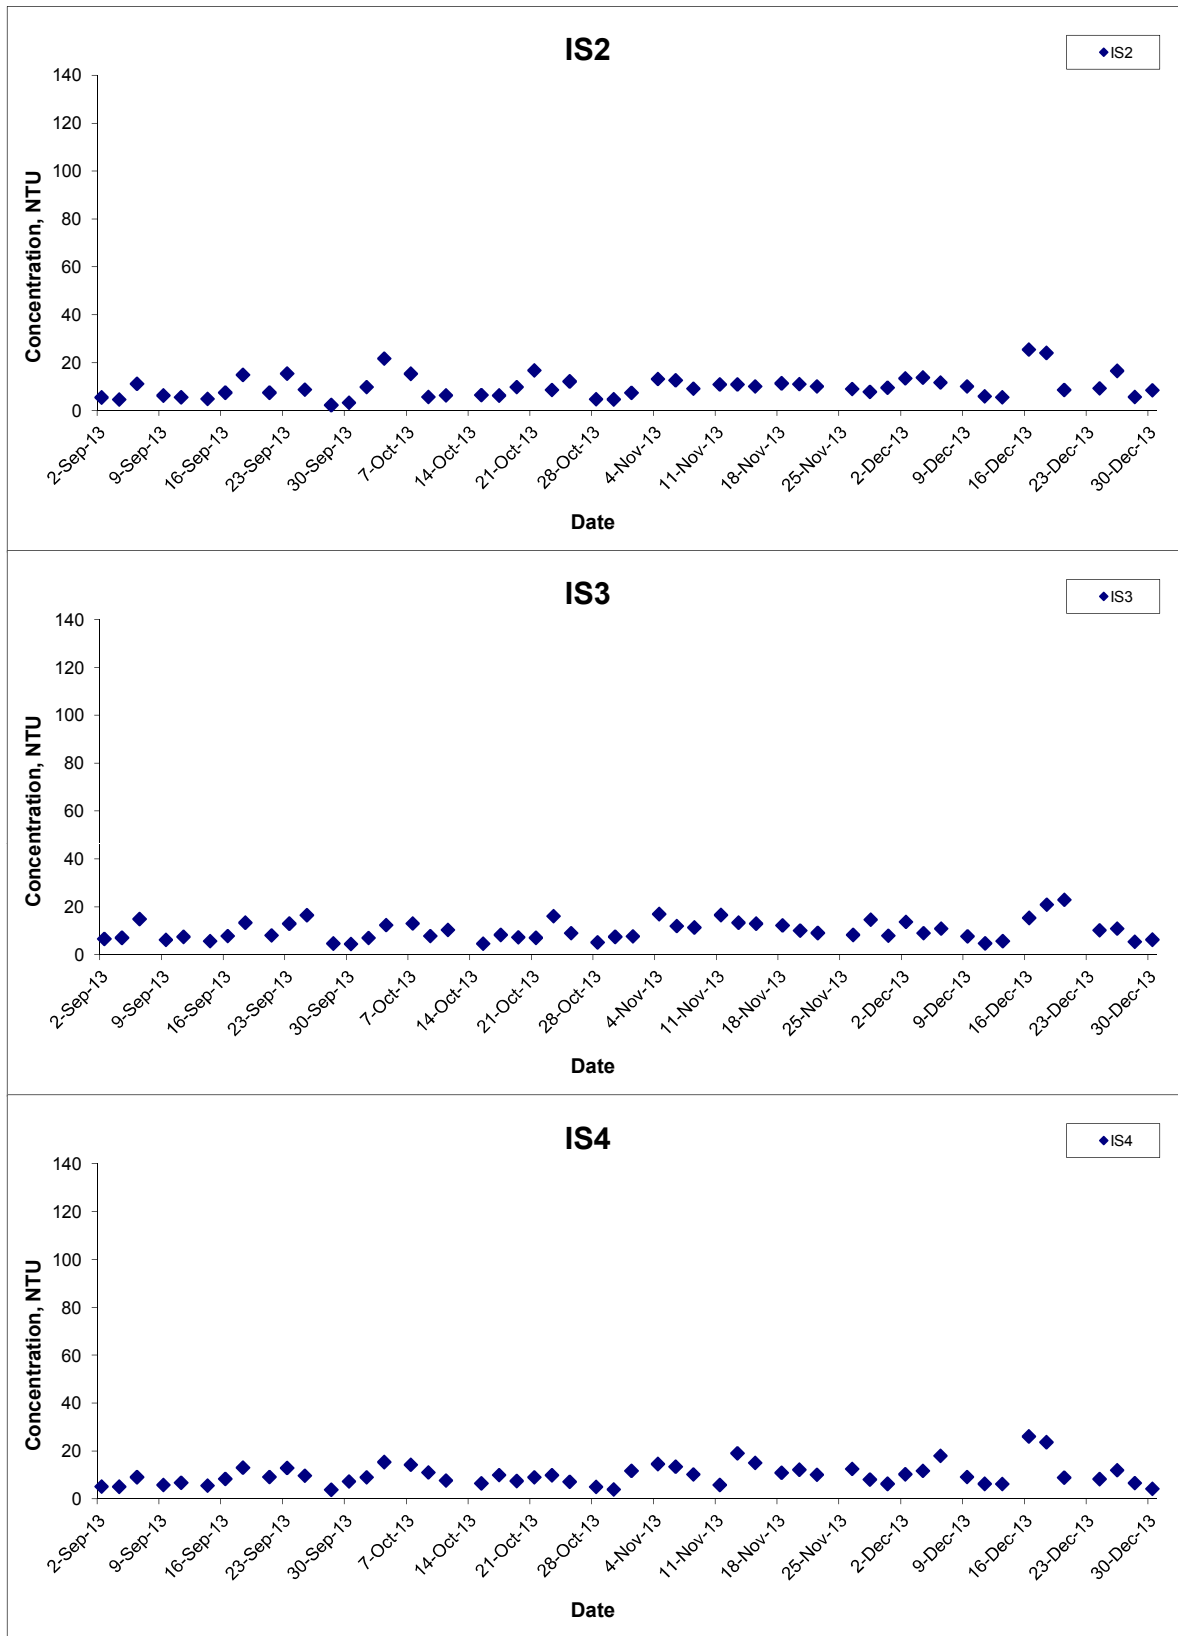 IS2
IS2
Concentration, NTU
140
120
100
80
60
40
20
0
2-Sep-13
9-Sep-13
16-Sep-13
23-Sep-13
30-Sep-13
7-Oct-13
14-Oct-13
21-Oct-13
28-Oct-13
4-Nov-13
11-Nov-13
18-Nov-13
25-Nov-13
2-Dec-13
9-Dec-13
16-Dec-13
23-Dec-13
30-Dec-13
Date
IS3
IS3
Concentration, NTU
140
120
100
80
60
40
20
0
2-Sep-13
9-Sep-13
16-Sep-13
23-Sep-13
30-Sep-13
7-Oct-13
14-Oct-13
21-Oct-13
28-Oct-13
4-Nov-13
11-Nov-13
18-Nov-13
25-Nov-13
2-Dec-13
9-Dec-13
16-Dec-13
23-Dec-13
30-Dec-13
Date
IS4
IS4
Concentration, NTU
140
120
100
80
60
40
20
0
2-Sep-13
9-Sep-13
16-Sep-13
23-Sep-13
30-Sep-13
7-Oct-13
14-Oct-13
21-Oct-13
28-Oct-13
4-Nov-13
11-Nov-13
18-Nov-13
25-Nov-13
2-Dec-13
9-Dec-13
16-Dec-13
23-Dec-13
30-Dec-13
Date